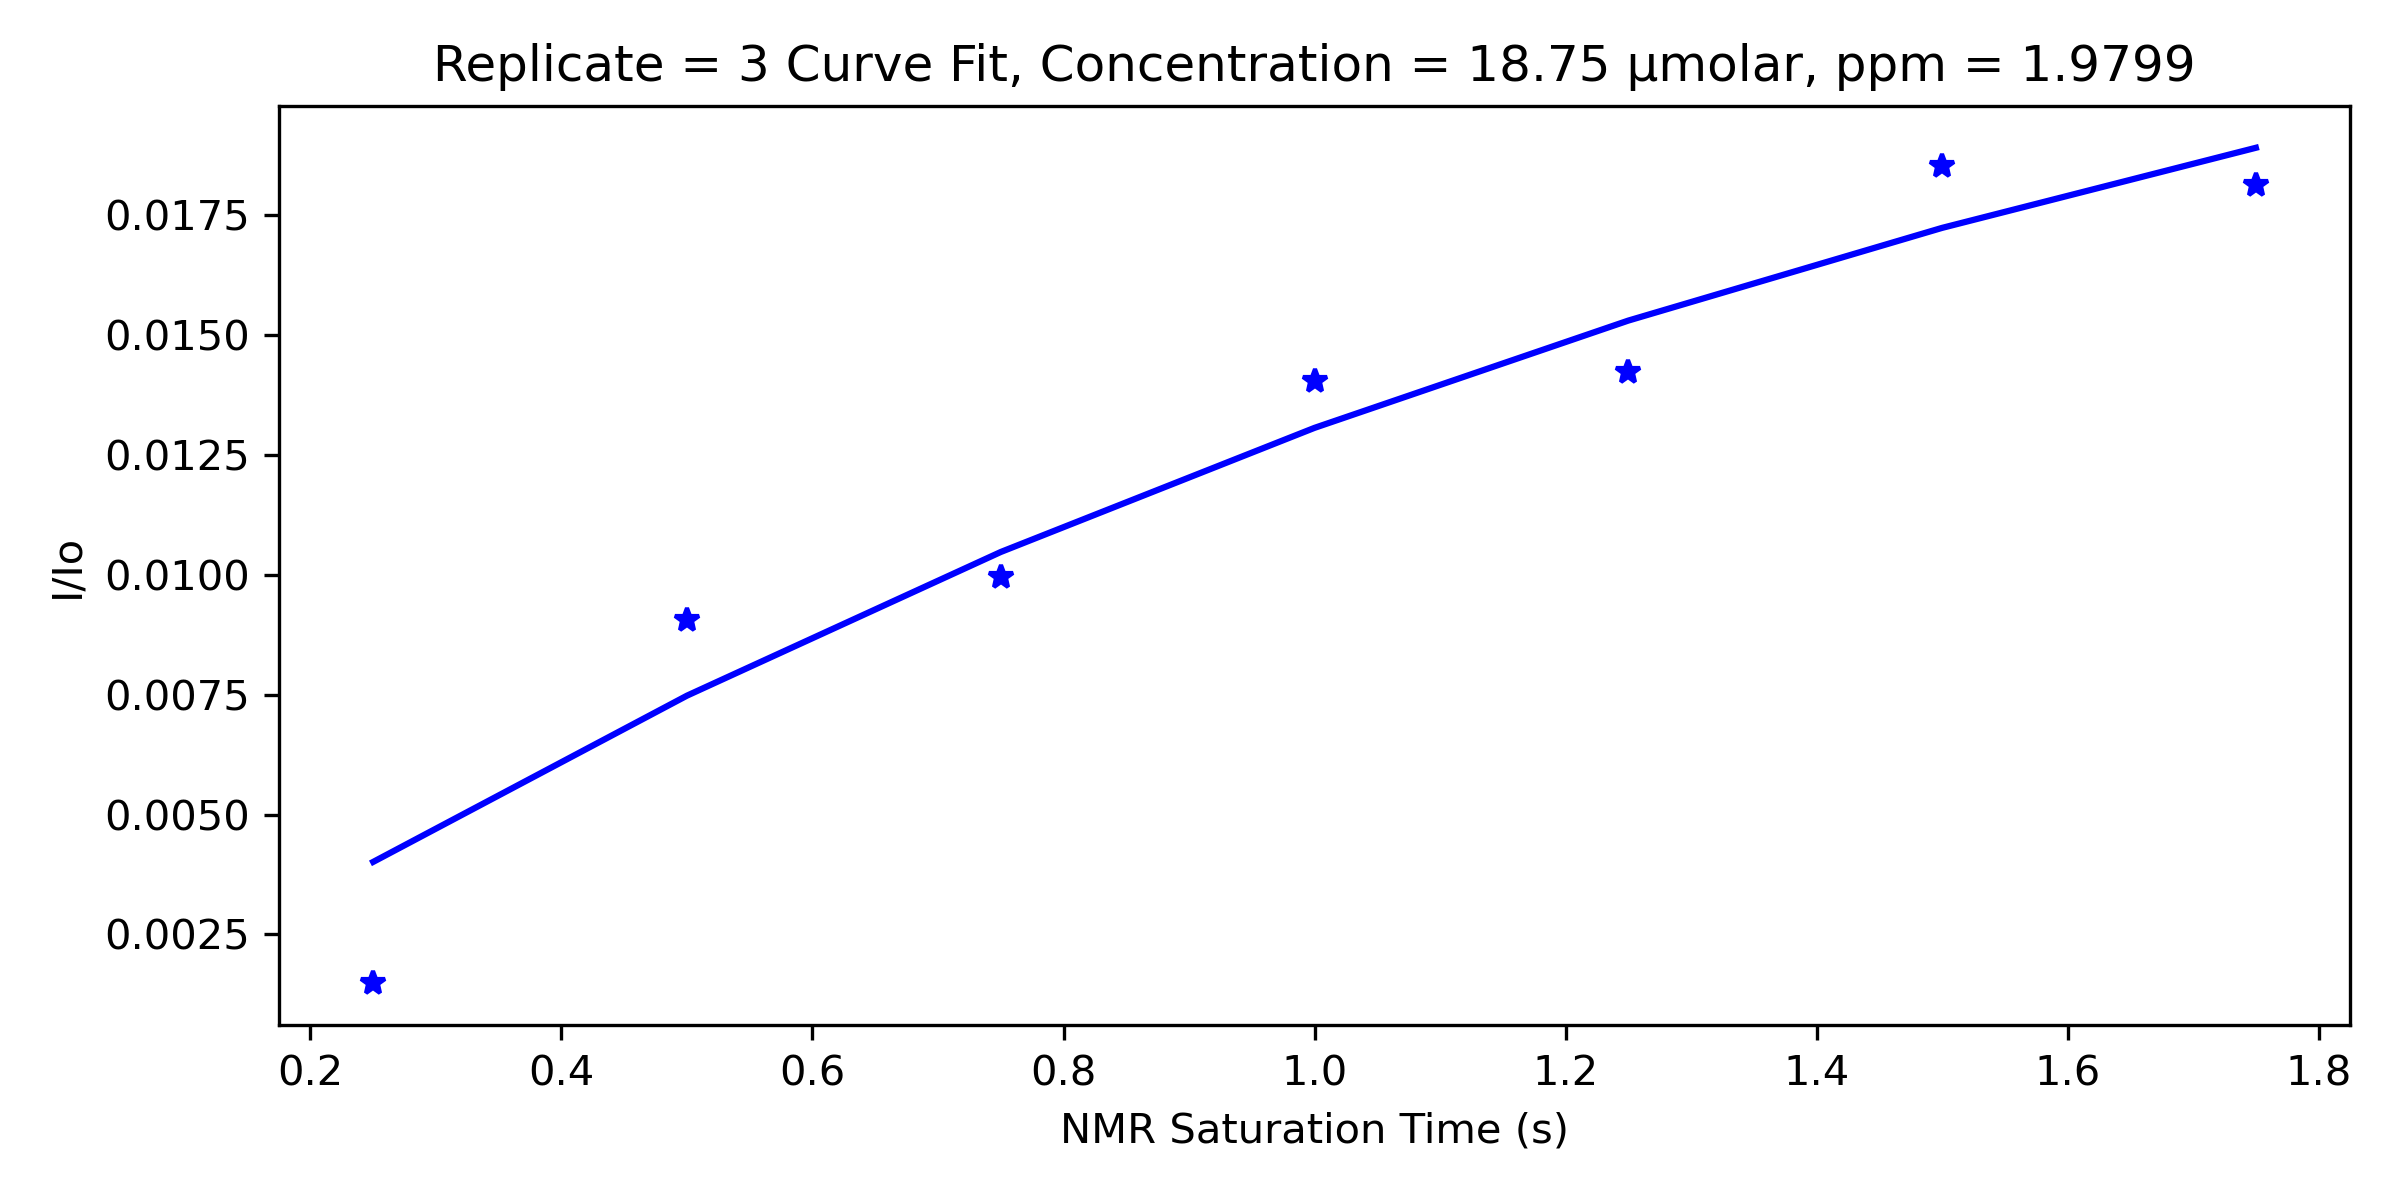 Replicate = 3 Curve Fit, Concentration = 18.75 μmolar, ppm = 1.9799
I/Io
0.0175
0.0150
0.0125
0.0100
0.0075
0.0050
0.0025
0.2 0.4 0.6 0.8 1.0 1.2 1.4 1.6 1.8
NMR Saturation Time (s)